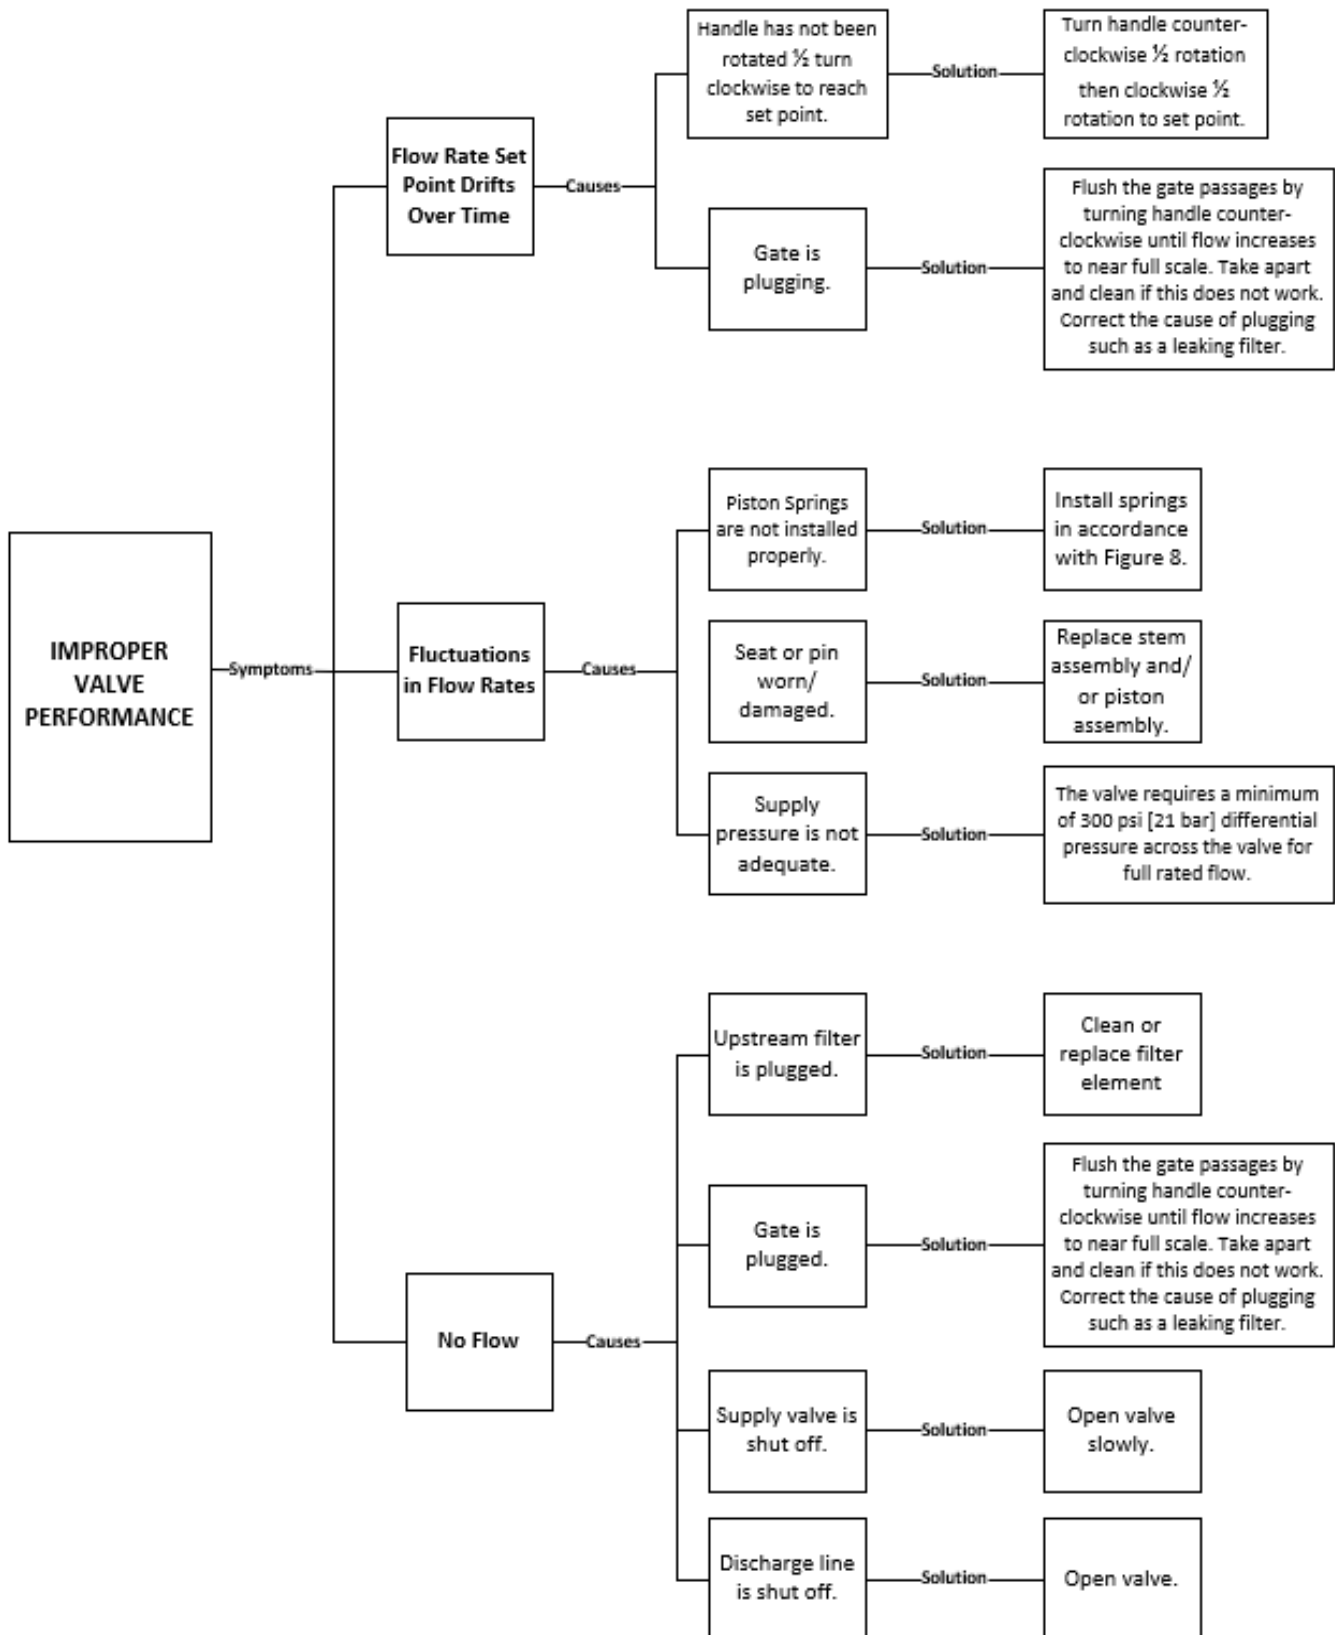 IMPROPER
VALVE
PERFORMANCE
Symptoms
Flow Rate Set
Point Drifts
Over Time
Causes
Handle has not been
rotated ½ turn
clockwise to reach
set point.
Solution
Turn handle counter-
clockwise ½ rotation
then clockwise ½
rotation to set point.
Gate is
plugging.
Solution
Flush the gate passages by
turning handle counter-
clockwise until flow increases
to near full scale. Take apart
and clean if this does not work.
Correct the cause of plugging
such as a leaking filter.
Fluctuations
in Flow Rates
Causes
Piston Springs
are not installed
properly.
Solution
Install springs
in accordance
with Figure 8.
Seat or pin
worn/
damaged.
Solution
Replace stem
assembly and/
or piston
assembly.
Supply
pressure is not
adequate.
Solution
The valve requires a minimum
of 300 psi [21 bar] differential
pressure across the valve for
full rated flow.
No Flow
Causes
Upstream filter
is plugged.
Solution
Clean or
replace filter
element
Gate is
plugged.
Solution
Flush the gate passages by
turning handle counter-
clockwise until flow increases
to near full scale. Take apart
and clean if this does not work.
Correct the cause of plugging
such as a leaking filter.
Supply valve is
shut off.
Solution
Open valve
slowly.
Discharge line
is shut off.
Solution
Open valve.